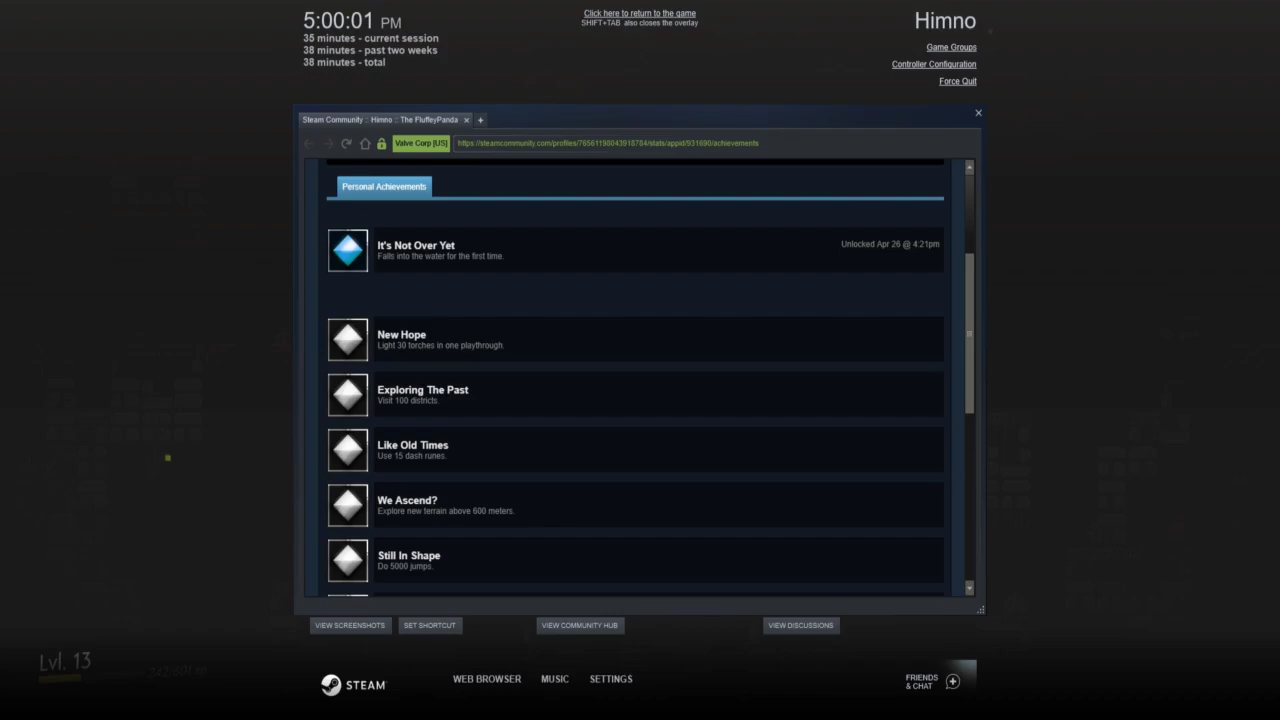 5:00:01 PM
35 minutes - current session
38 minutes - past two weeks
38 minutes - total
Click here to return to the game
SHIFT+TAB also closes the overlay
Himno
Game Groups
Controller Configuration
Force Quit
Steam Community :: Himno :: The FluffeyPanda
Valve Corp [US]
https://steamcommunity.com/profiles/76561198043918784/stats/appid/931690/achievements
Personal Achievements
It's Not Over Yet
Falls into the water for the first time.
Unlocked Apr 26 @ 4:21pm
New Hope
Light 30 torches in one playthrough.
Exploring The Past
Visit 100 districts.
Like Old Times
Use 15 dash runes.
We Ascend?
Explore new terrain above 600 meters.
Still In Shape
Do 5000 jumps.
VIEW SCREENSHOTS
SET SHORTCUT
VIEW COMMUNITY HUB
VIEW DISCUSSIONS
Lvl. 13
STEAM
WEB BROWSER
MUSIC
SETTINGS
FRIENDS
& CHAT